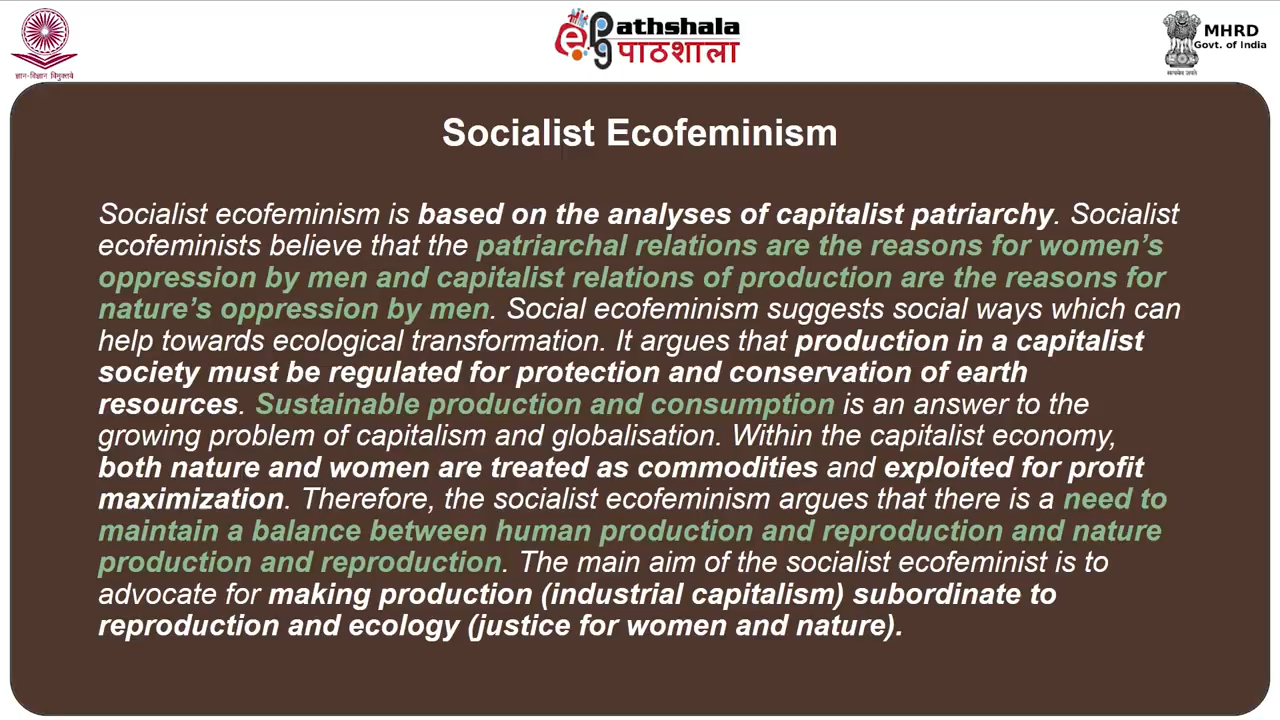 ज्ञान-विज्ञान विमुक्तये
ePathshala
पाठशाला
MHRD
Govt. of India
सत्यमेव जयते
Socialist Ecofeminism
Socialist ecofeminism is based on the analyses of capitalist patriarchy. Socialist
ecofeminists believe that the patriarchal relations are the reasons for women’s
oppression by men and capitalist relations of production are the reasons for
nature’s oppression by men. Social ecofeminism suggests social ways which can
help towards ecological transformation. It argues that production in a capitalist
society must be regulated for protection and conservation of earth
resources. Sustainable production and consumption is an answer to the
growing problem of capitalism and globalisation. Within the capitalist economy,
both nature and women are treated as commodities and exploited for profit
maximization. Therefore, the socialist ecofeminism argues that there is a need to
maintain a balance between human production and reproduction and nature
production and reproduction. The main aim of the socialist ecofeminist is to
advocate for making production (industrial capitalism) subordinate to
reproduction and ecology (justice for women and nature).